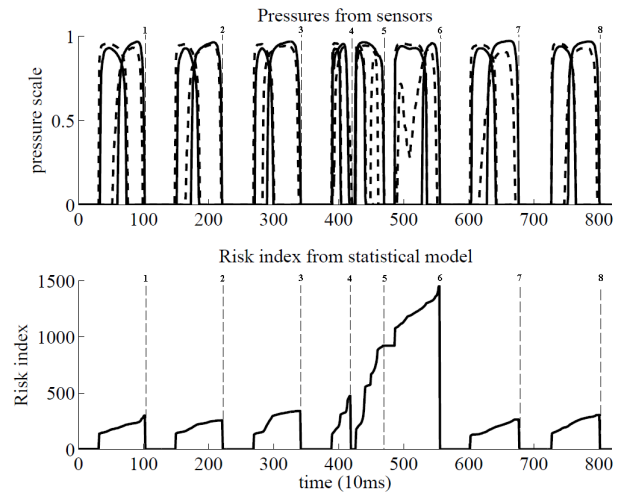 Pressures from sensors
1 2 3 4 5 6 7 8
1
0.5
0
pressure scale
0 100 200 300 400 500 600 700 800
Risk index from statistical model
1 2 3 4 5 6 7 8
1500
1000
500
0
Risk index
0 100 200 300 400 500 600 700 800
time (10ms)